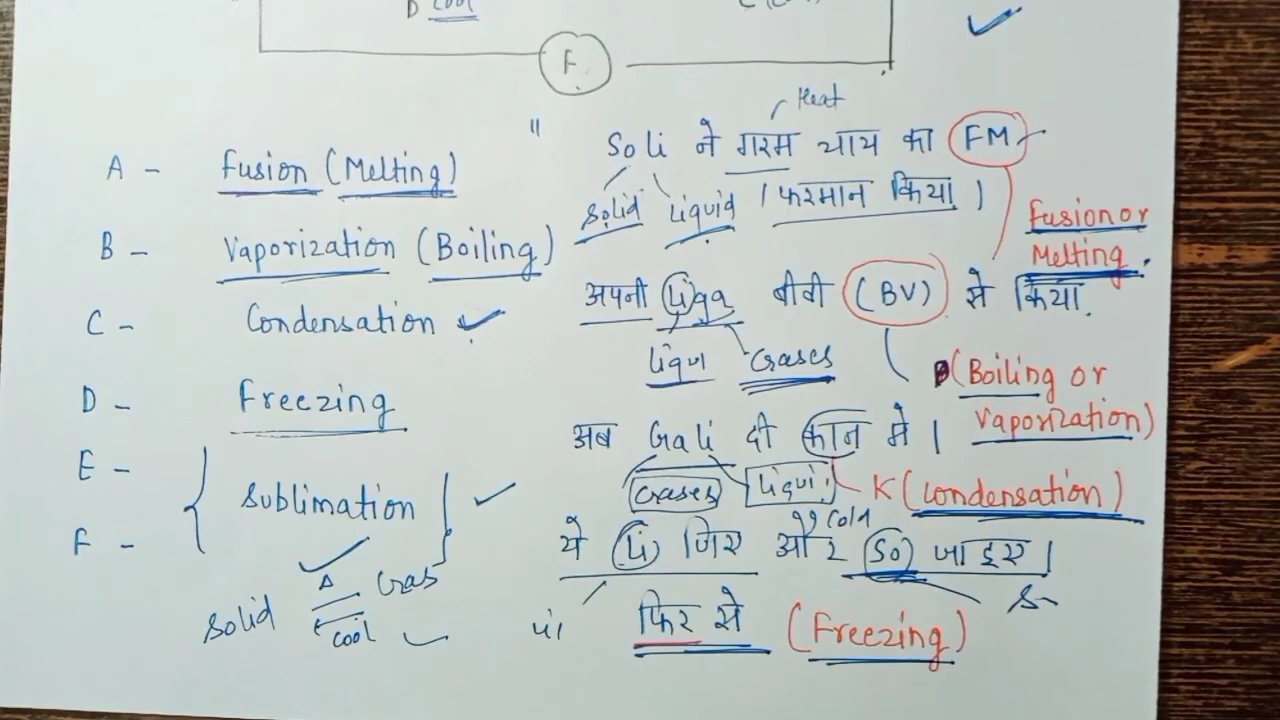 D Cool
F
Heat
A - Fusion (Melting)
B - Vaporization (Boiling)
C - Condensation
D - Freezing
E -
Sublimation
F -
Solid Δ Gas
Cool
" Soli ने गरम चाय का FM
Solid Liquid (फरमान किया।
Fusion or
Melting.
अपनी Liga बीवी (BV) से किया.
Liqui Gases
(Boiling or
Vaporization)
अब Gali दी कान मे।
Gases Liqui. K (Condensation)
Cold
ये Li जिए और So जाइए।
फिर से (Freezing)